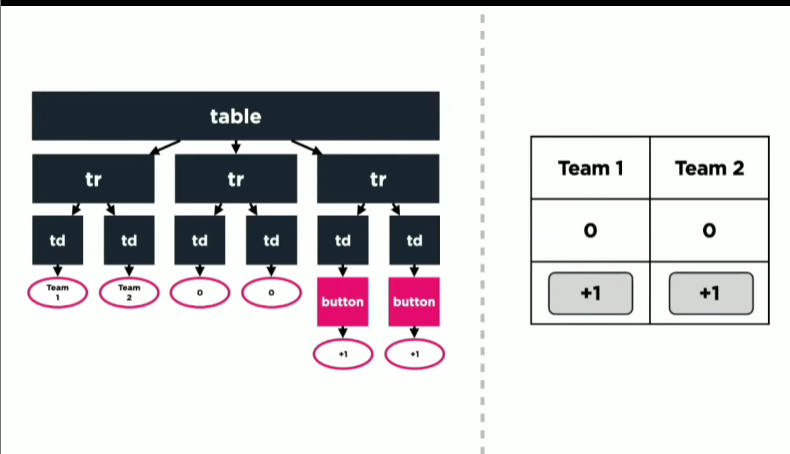 table
tr tr tr
td td td td td td
Team
1
Team
2
0
0
button button
+1 +1
Team 1 Team 2
0 0
+1 +1